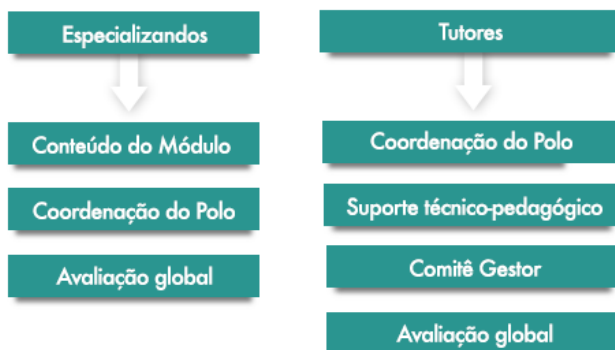 Especializandos
Conteúdo do Módulo
Coordenação do Polo
Avaliação global
Tutores
Coordenação do Polo
Suporte técnico-pedagógico
Comitê Gestor
Avaliação global